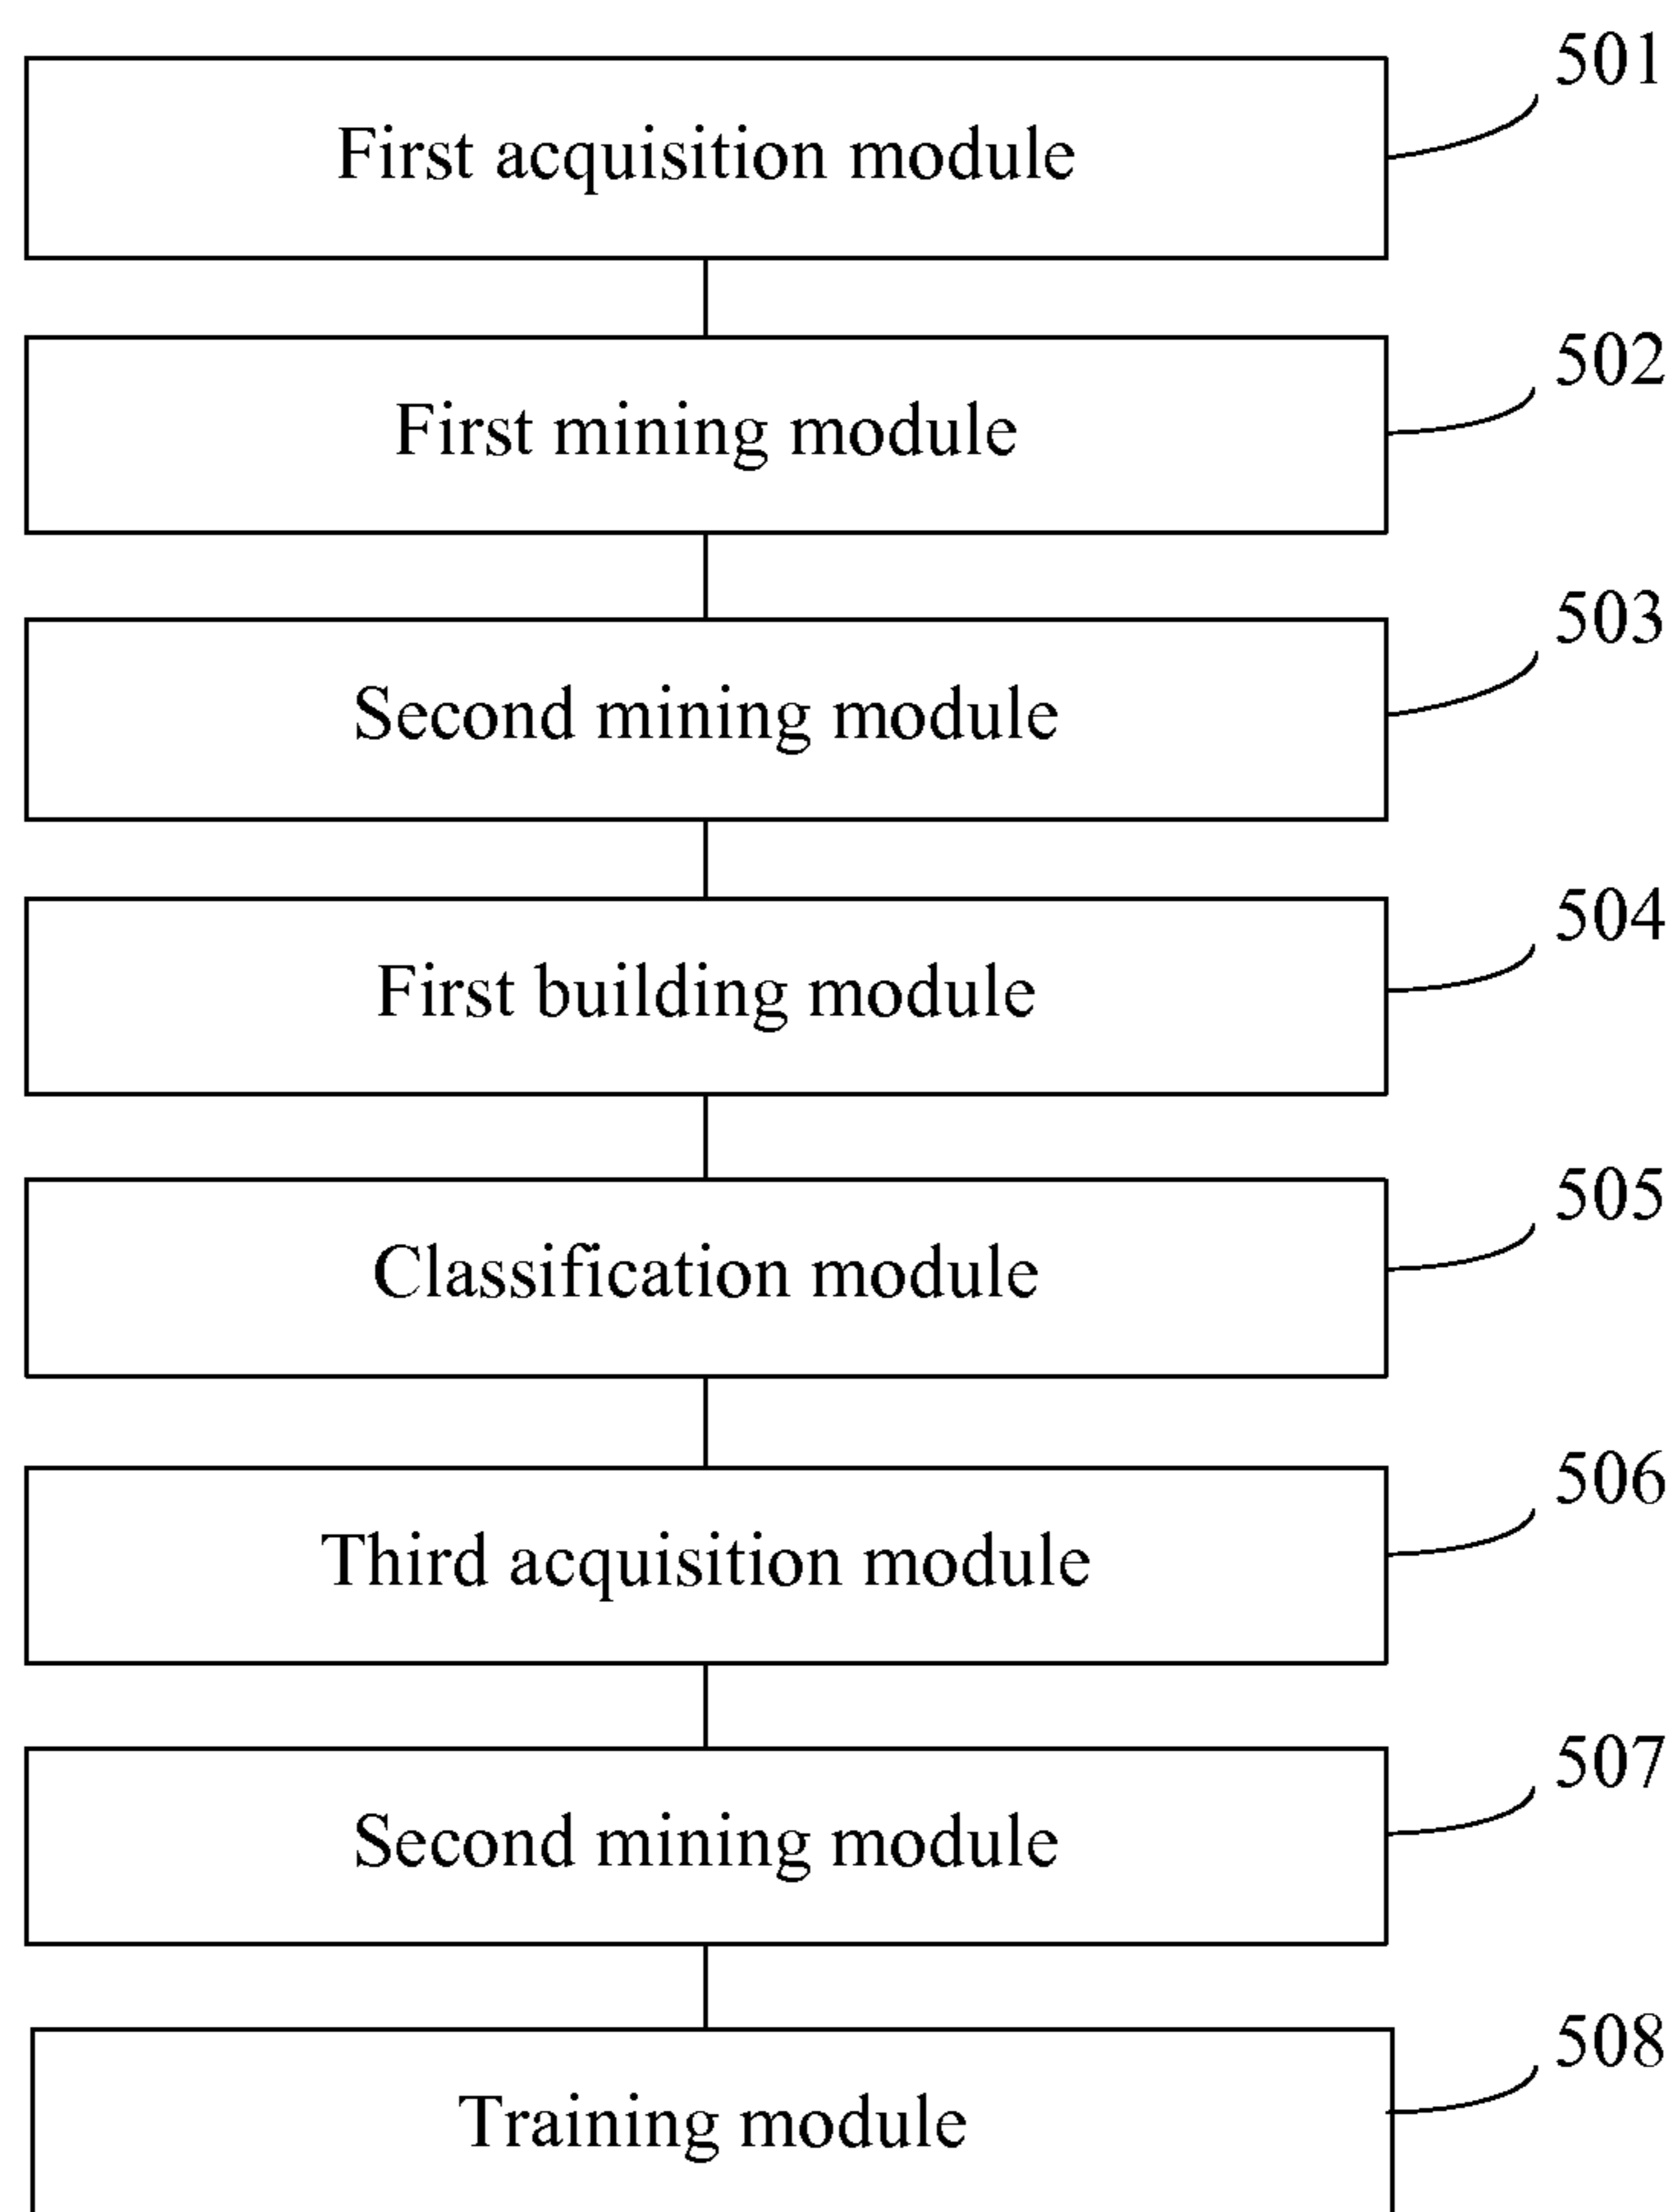 501
First acquisition module
502
First mining module
503
Second mining module
504
First building module
505
Classification module
506
Third acquisition module
507
Second mining module
508
Training module